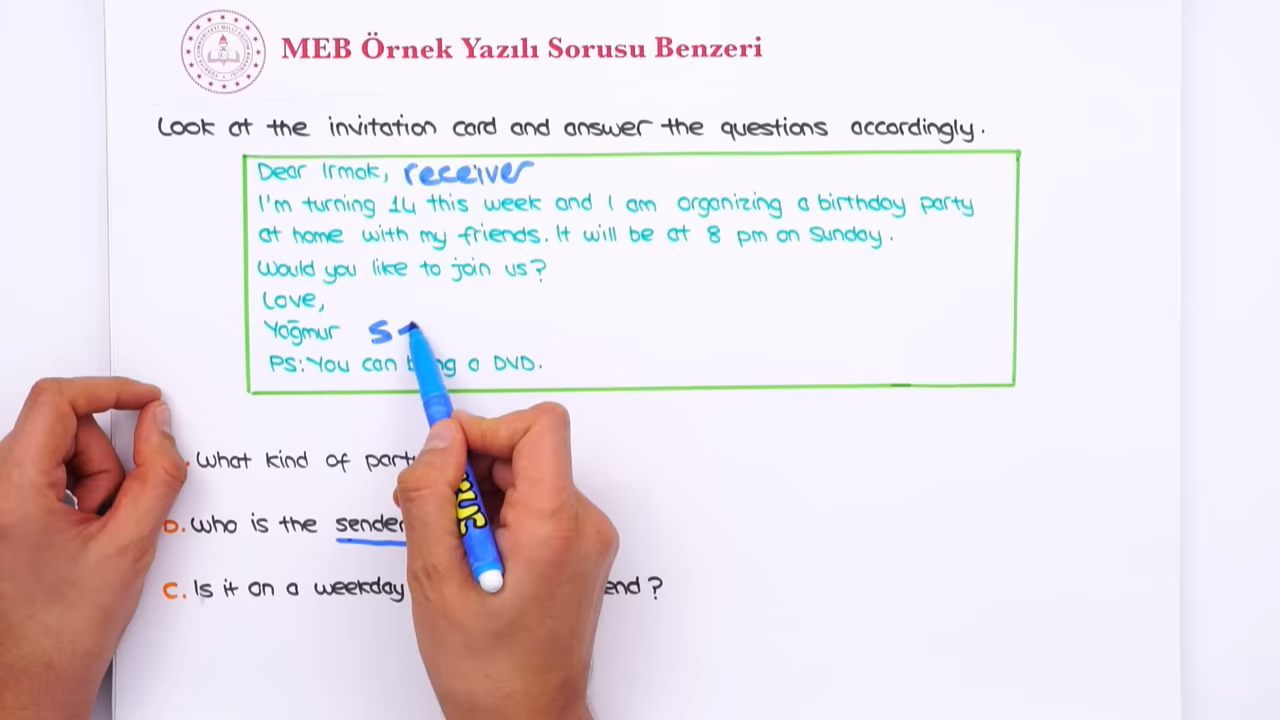 MEB Örnek Yazılı Sorusu Benzeri
Look at the invitation card and answer the questions accordingly.
Dear Irmak, receiver
I'm turning 14 this week and I am organizing a birthday party
at home with my friends. It will be at 8 pm on Sunday.
Would you like to join us?
Love,
Yağmur s
PS: You can a DVD.
What kind of
b. Who is the sender
c. Is it on a weekday